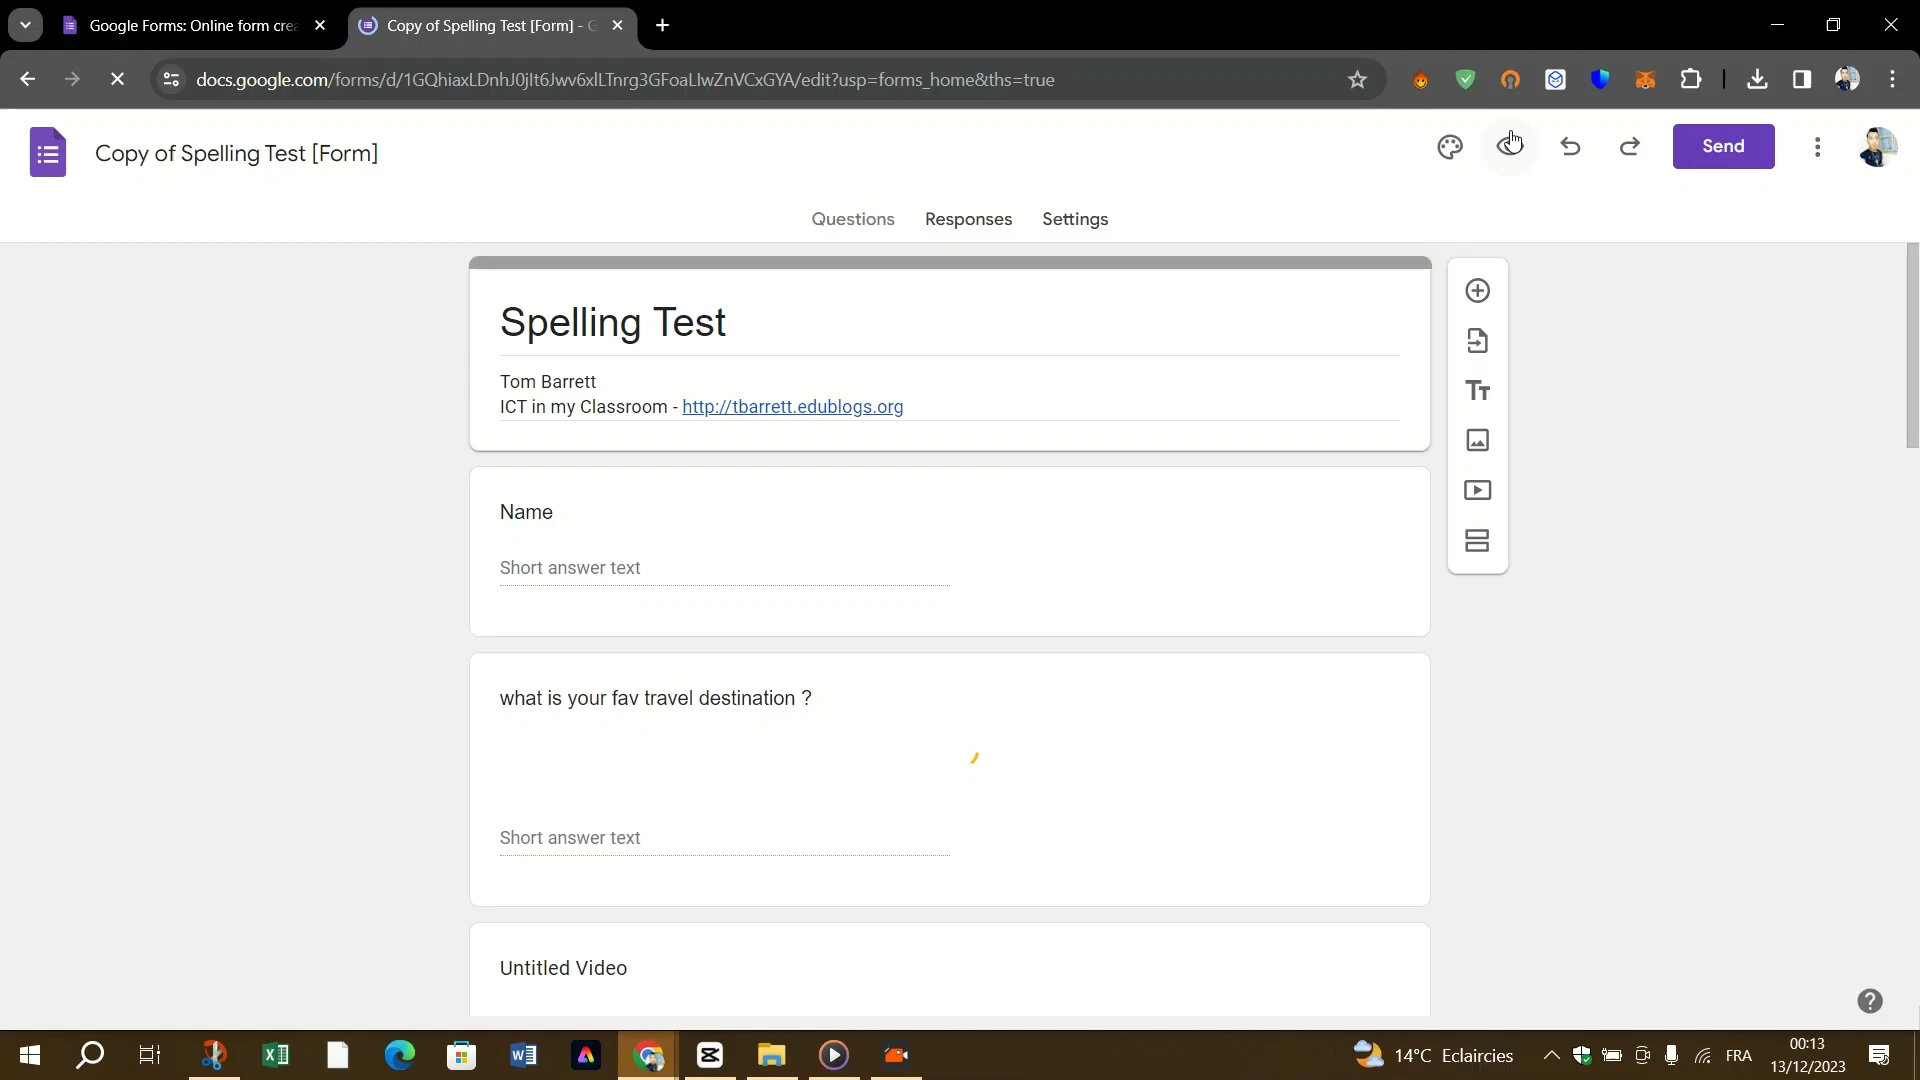 Google Forms: Online form crea
Copy of Spelling Test [Form] - G
docs.google.com/forms/d/1GQhiaxLDnhJ0jlt6Jwv6xlLTnrg3GFoaLlwZnVCxGYA/edit?usp=forms_home&ths=true
Copy of Spelling Test [Form]
Send
Questions
Responses
Settings
Spelling Test
Tom Barrett
ICT in my Classroom - http://tbarrett.edublogs.org
Name
Short answer text
what is your fav travel destination ?
Short answer text
Untitled Video
14°C Eclaircies
FRA
00:13
13/12/2023